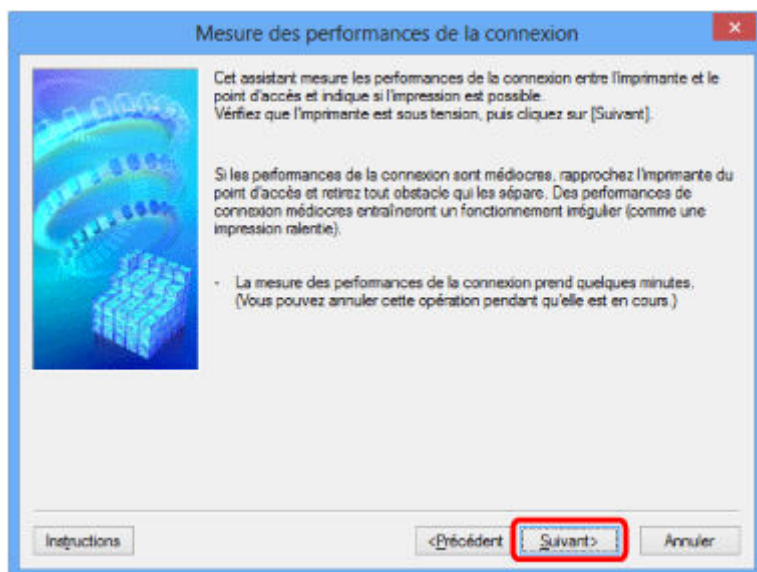 Mesure des performances de la connexion
Cet assistant mesure les performances de la connexion entre l'imprimante et le
point d'accès et indique si l'impression est possible.
Vérifiez que l'imprimante est sous tension, puis cliquez sur [Suivant].
Si les performances de la connexion sont médiocres, rapprochez l'imprimante du
point d'accès et retirez tout obstacle qui les sépare. Des performances de
connexion médiocres entraîneront un fonctionnement irrégulier (comme une
impression ralentie).
- La mesure des performances de la connexion prend quelques minutes.
(Vous pouvez annuler cette opération pendant qu'elle est en cours.)
Instructions
<Précédent
Suivant>
Annuler